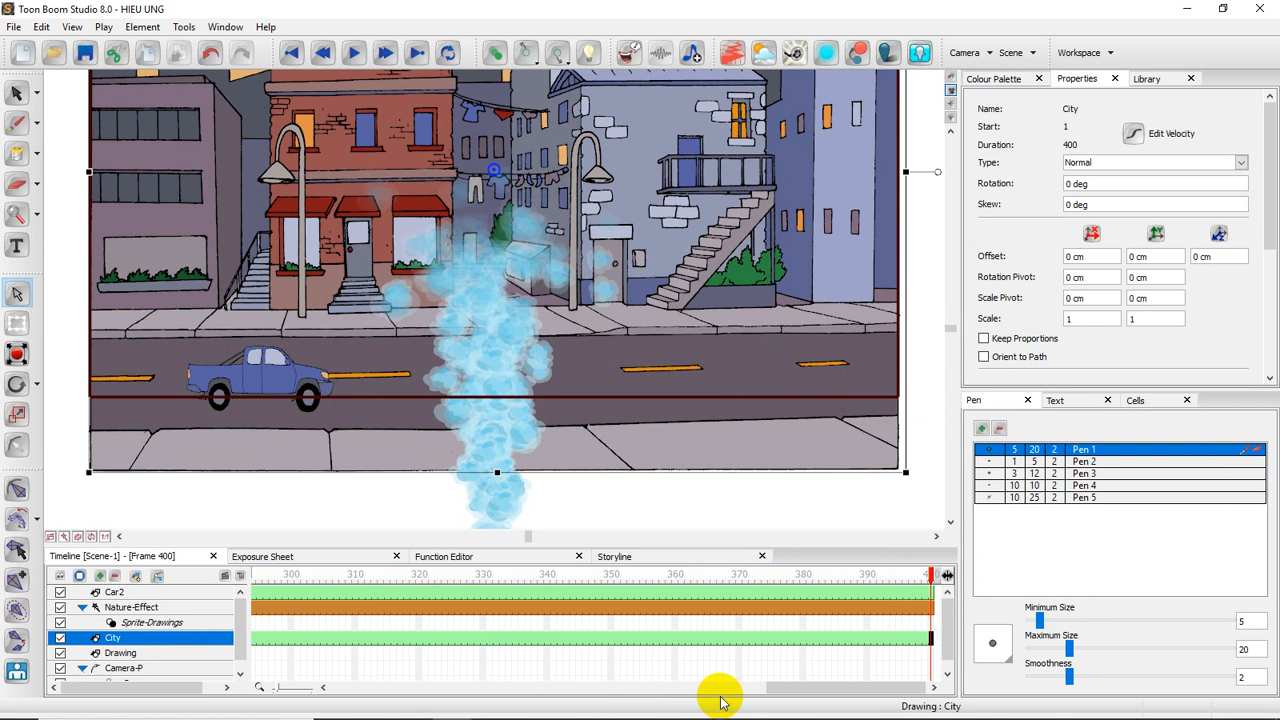 Toon Boom Studio 8.0 - HIEU UNG
File Edit View Play Element Tools Window Help
Camera Scene Workspace
Colour Palette Properties Library
Name: City
Start: 1
Duration: 400
Edit Velocity
Type: Normal
Rotation: 0 deg
Skew: 0 deg
Offset: 0 cm 0 cm 0 cm
Rotation Pivot: 0 cm 0 cm
Scale Pivot: 0 cm 0 cm
Scale: 1 1
Keep Proportions
Orient to Path
Pen Text Cells
5 20 2 Pen 1
1 5 2 Pen 2
3 12 2 Pen 3
10 10 2 Pen 4
10 25 2 Pen 5
Minimum Size
5
Maximum Size
20
Smoothness
2
Timeline [Scene-1] - [Frame 400] Exposure Sheet Function Editor Storyline
300 310 320 330 340 350 360 370 380 390
Car2
Nature-Effect
Sprite-Drawings
City
Drawing
Camera-P
Drawing : City